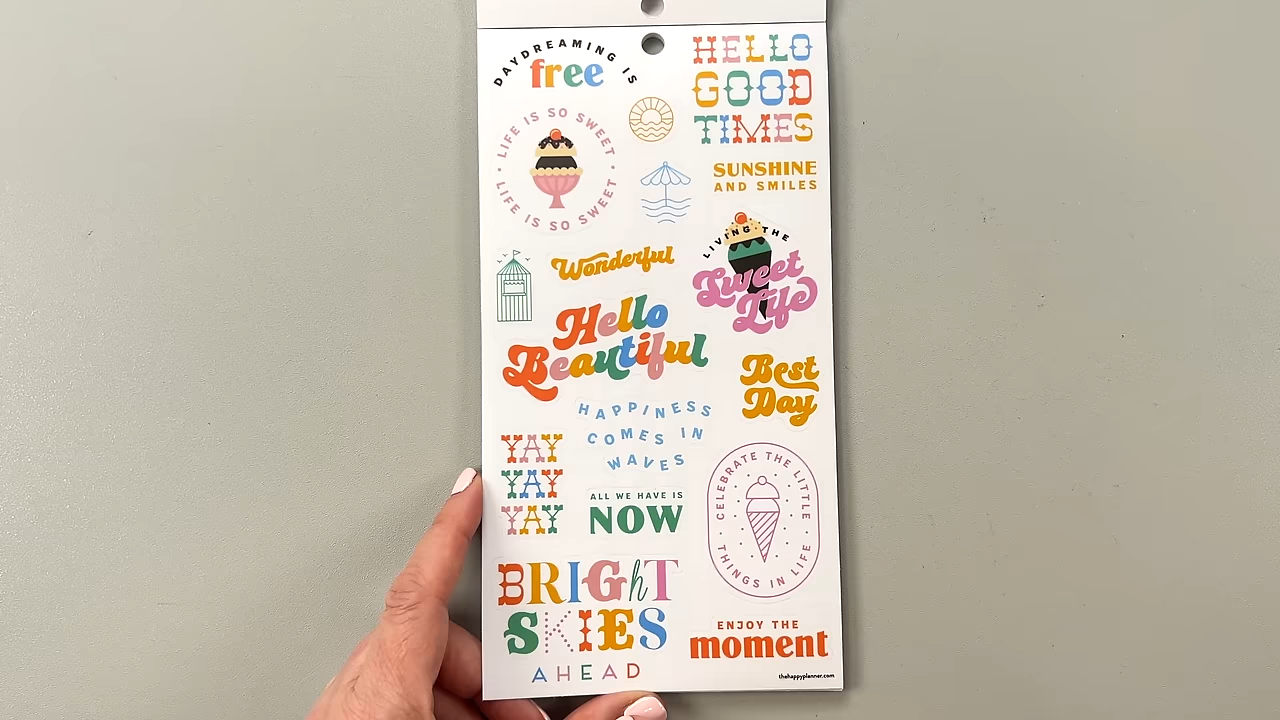 DAYDREAMING IS
free
HELLO
GOOD
TIMES
LIFE IS SO SWEET • LIFE IS SO SWEET •
SUNSHINE
AND SMILES
LIVING THE
Sweet
Life
Wonderful
Hello
Beautiful
Best
Day
HAPPINESS
COMES IN
WAVES
YAY
YAY
YAY
ALL WE HAVE IS
NOW
CELEBRATE THE LITTLE • THINGS IN LIFE •
BRIGhT
SKIES
AHEAD
ENJOY THE
moment
thehappyplanner.com